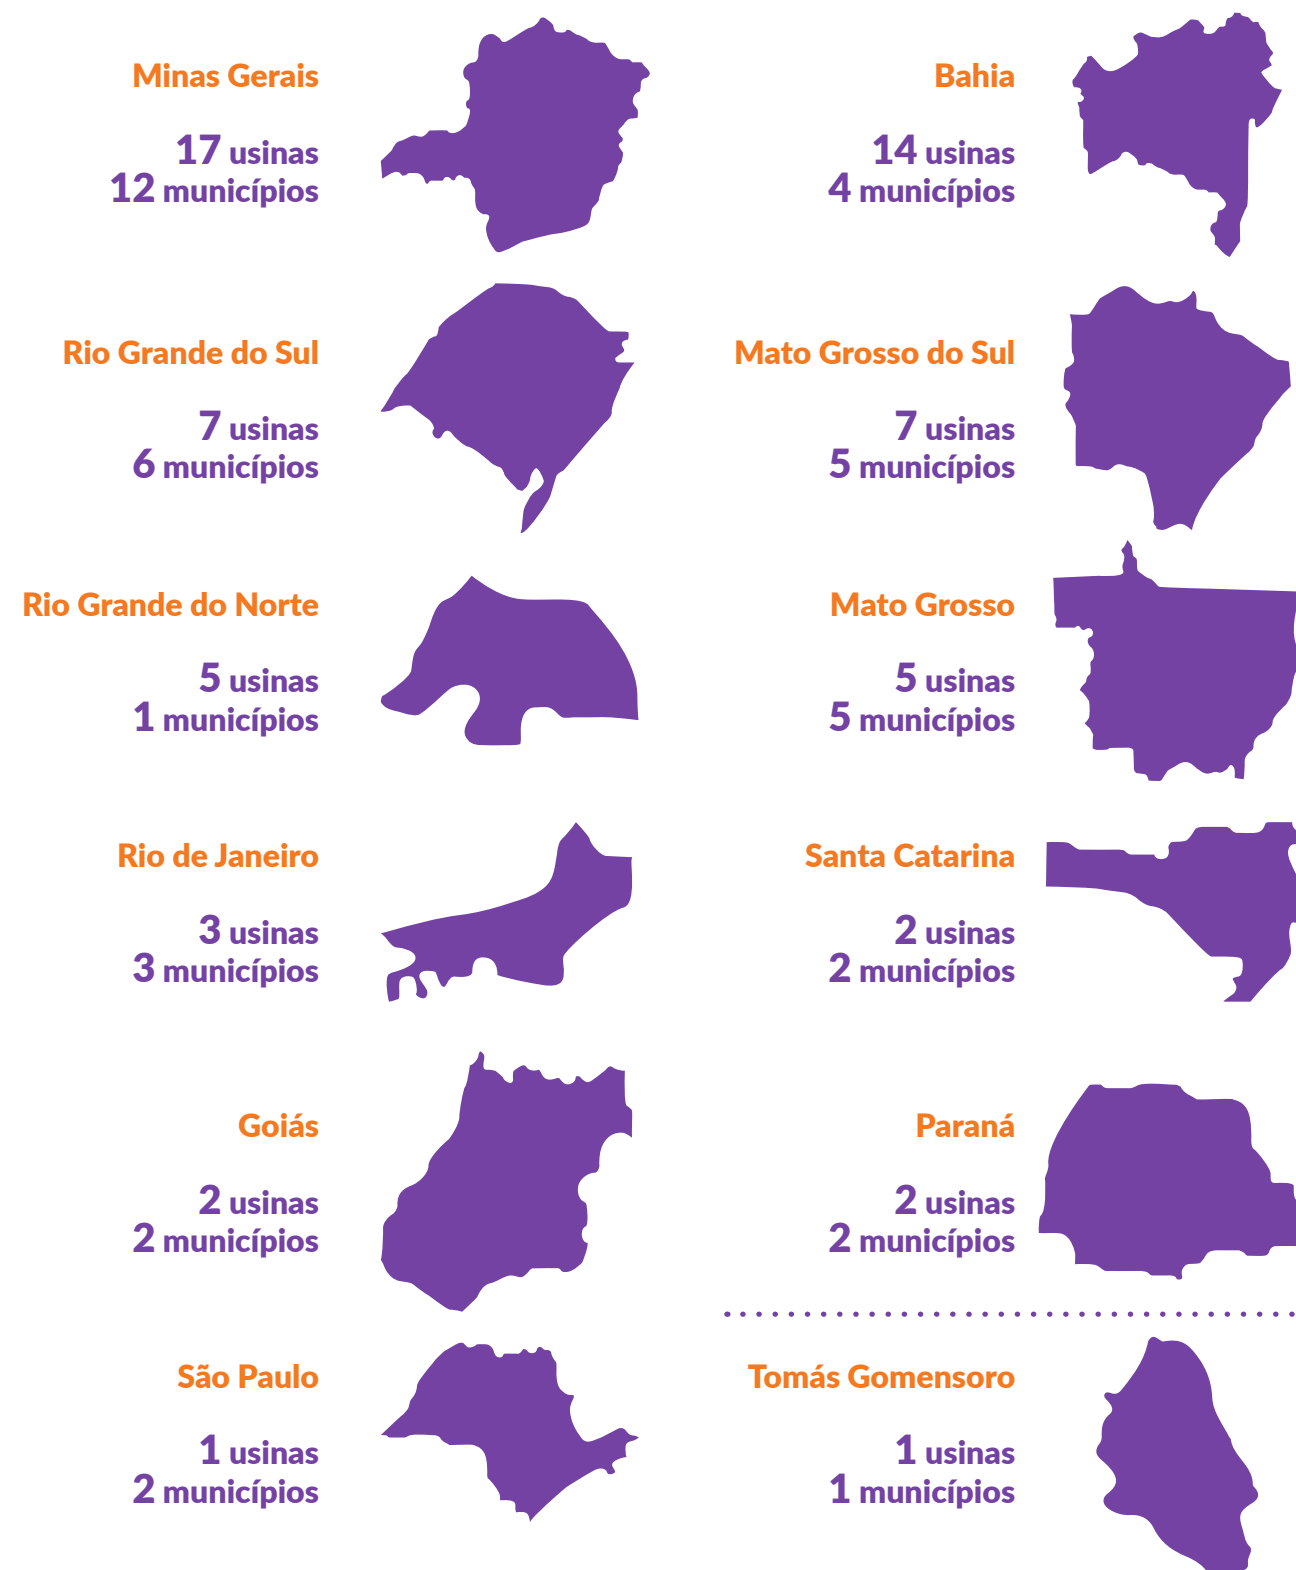 Minas Gerais
17 usinas
12 municípios
Bahia
14 usinas
4 municípios
Rio Grande do Sul
7 usinas
6 municípios
Mato Grosso do Sul
7 usinas
5 municípios
Rio Grande do Norte
5 usinas
1 municípios
Mato Grosso
5 usinas
5 municípios
Rio de Janeiro
3 usinas
3 municípios
Santa Catarina
2 usinas
2 municípios
Goiás
2 usinas
2 municípios
Paraná
2 usinas
2 municípios
São Paulo
1 usinas
2 municípios
Tomás Gomensoro
1 usinas
1 municípios